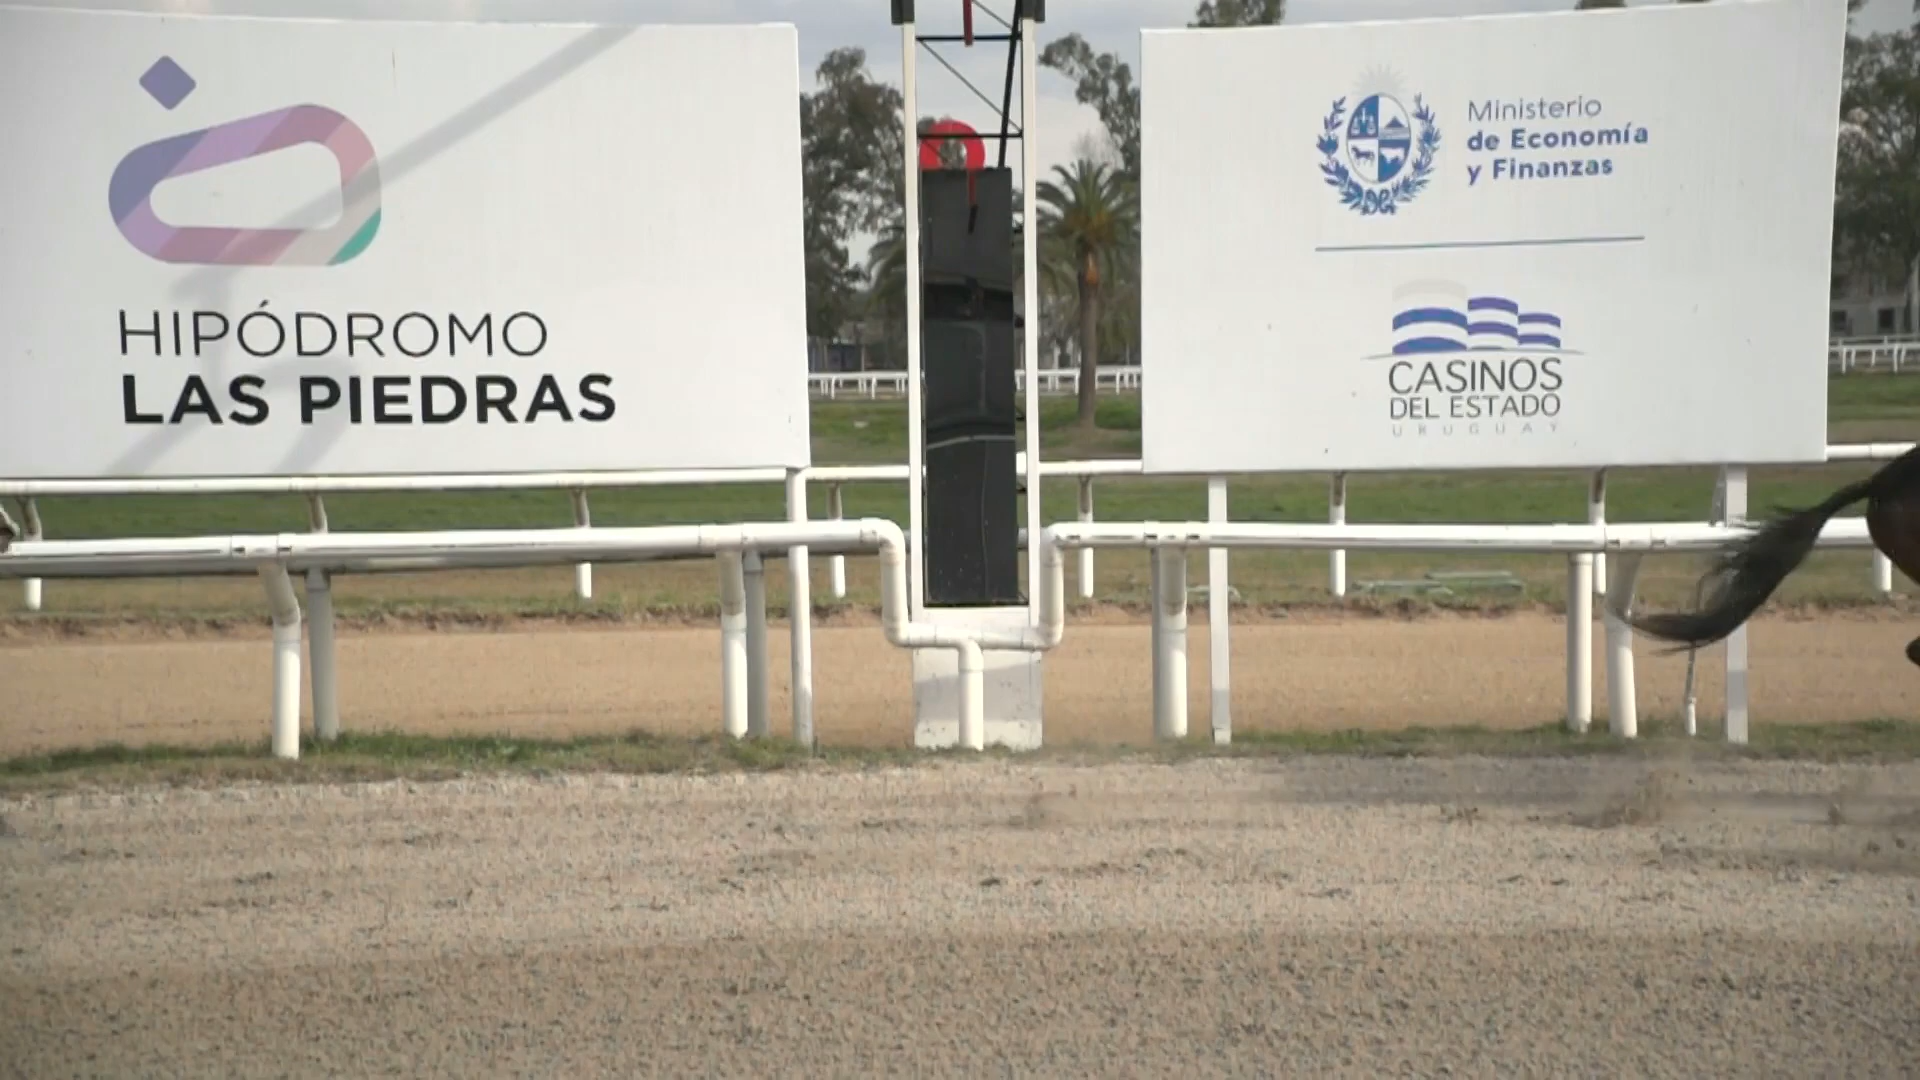 HIPÓDROMO
LAS PIEDRAS
Ministerio
de Economía
y Finanzas
CASINOS
DEL ESTADO
URUGUAY